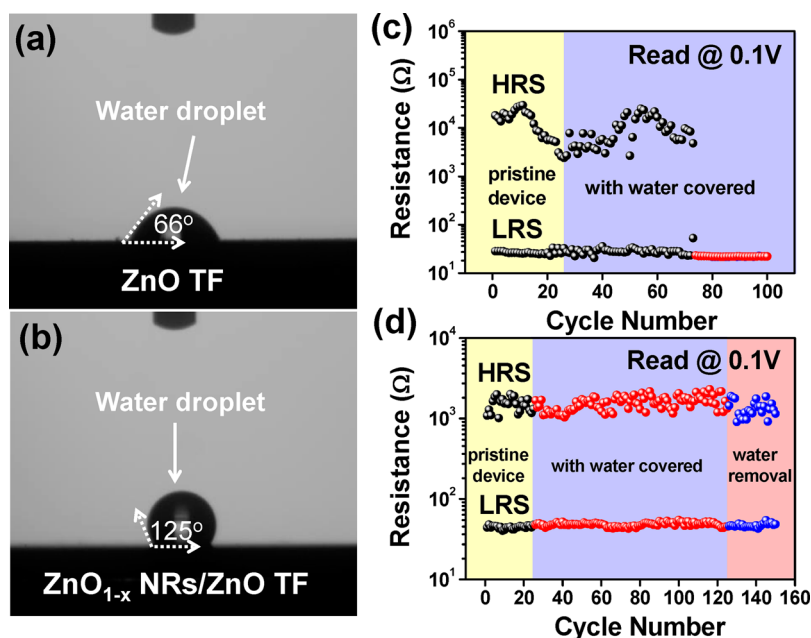 (a)
Water droplet
66°
ZnO TF
(b)
Water droplet
125°
ZnO1-x NRs/ZnO TF
(c)
Read @ 0.1V
HRS
pristine
device
with water covered
LRS
Resistance (Ω)
10^6
10^5
10^4
10^3
10^2
10^1
0 20 40 60 80 100
Cycle Number
(d)
Read @ 0.1V
HRS
pristine
device
with water covered
water
removal
LRS
Resistance (Ω)
10^4
10^3
10^2
10^1
0 20 40 60 80 100 120 140 160
Cycle Number